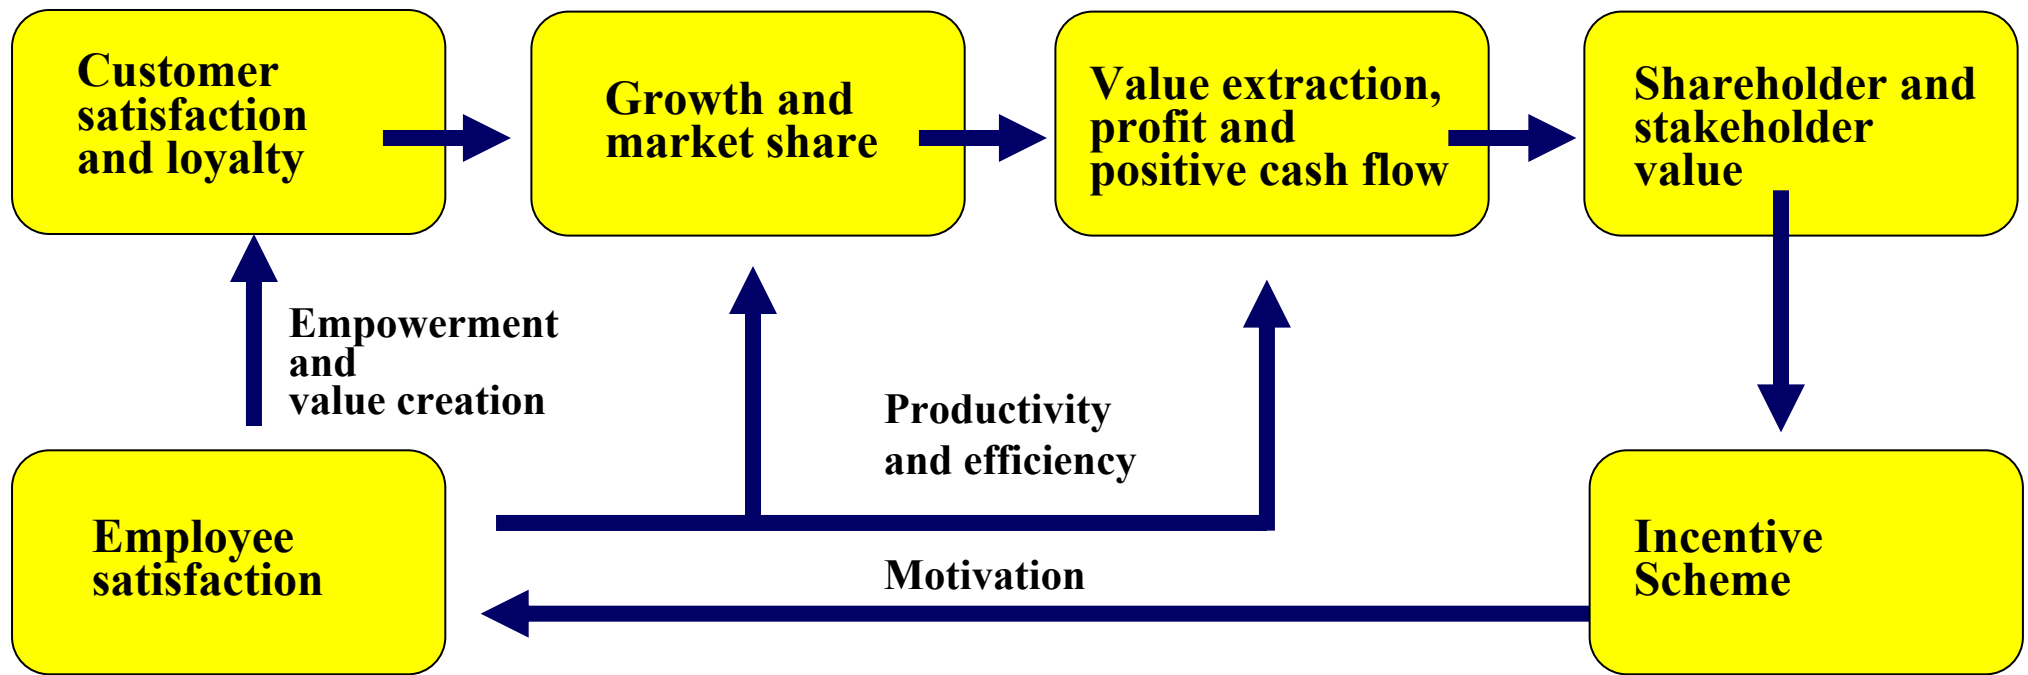 Customer
satisfaction
and loyalty
Growth and
market share
Value extraction,
profit and
positive cash flow
Shareholder and
stakeholder
value
Empowerment
and
value creation
Productivity
and efficiency
Employee
satisfaction
Motivation
Incentive
Scheme